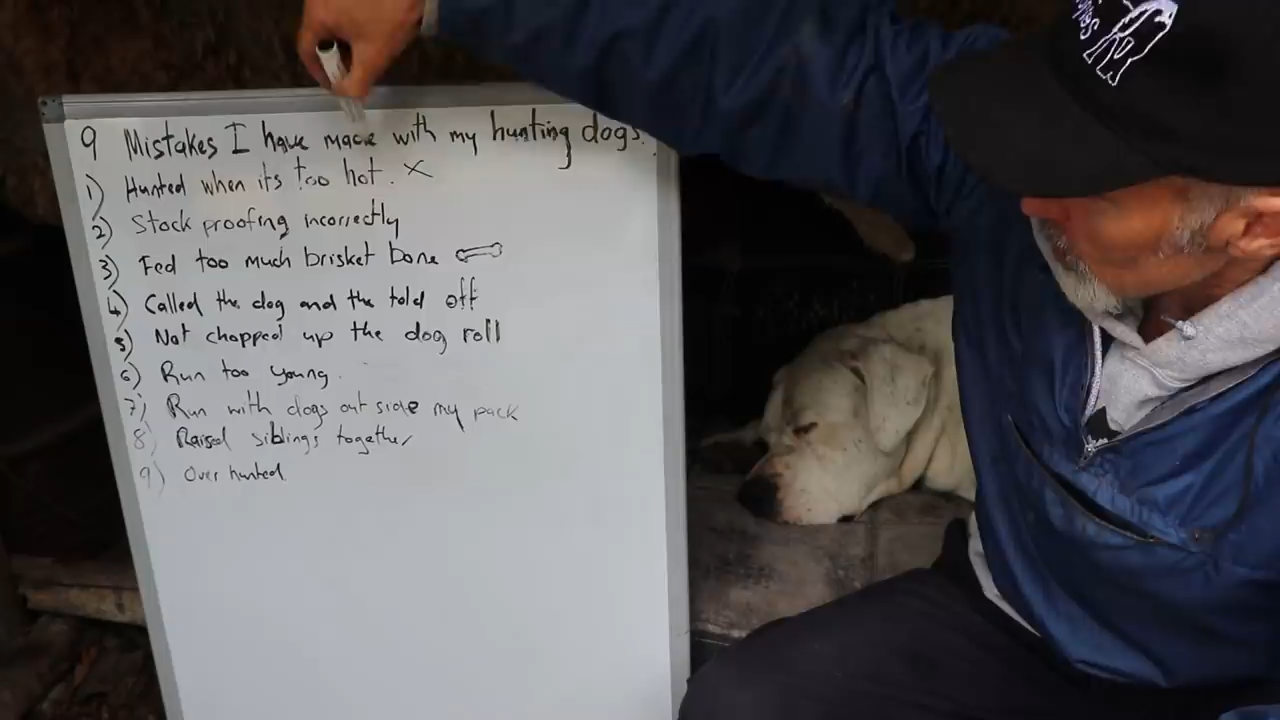 9 Mistakes I have made with my hunting dogs.
1) Hunted when its too hot. X
2) Stock proofing incorrectly
3) Fed too much brisket bone
4) Called the dog and the told off
5) Not chopped up the dog roll
6) Run too young.
7) Run with dogs out side my pack
8) Raised siblings together
9) Over hunted.